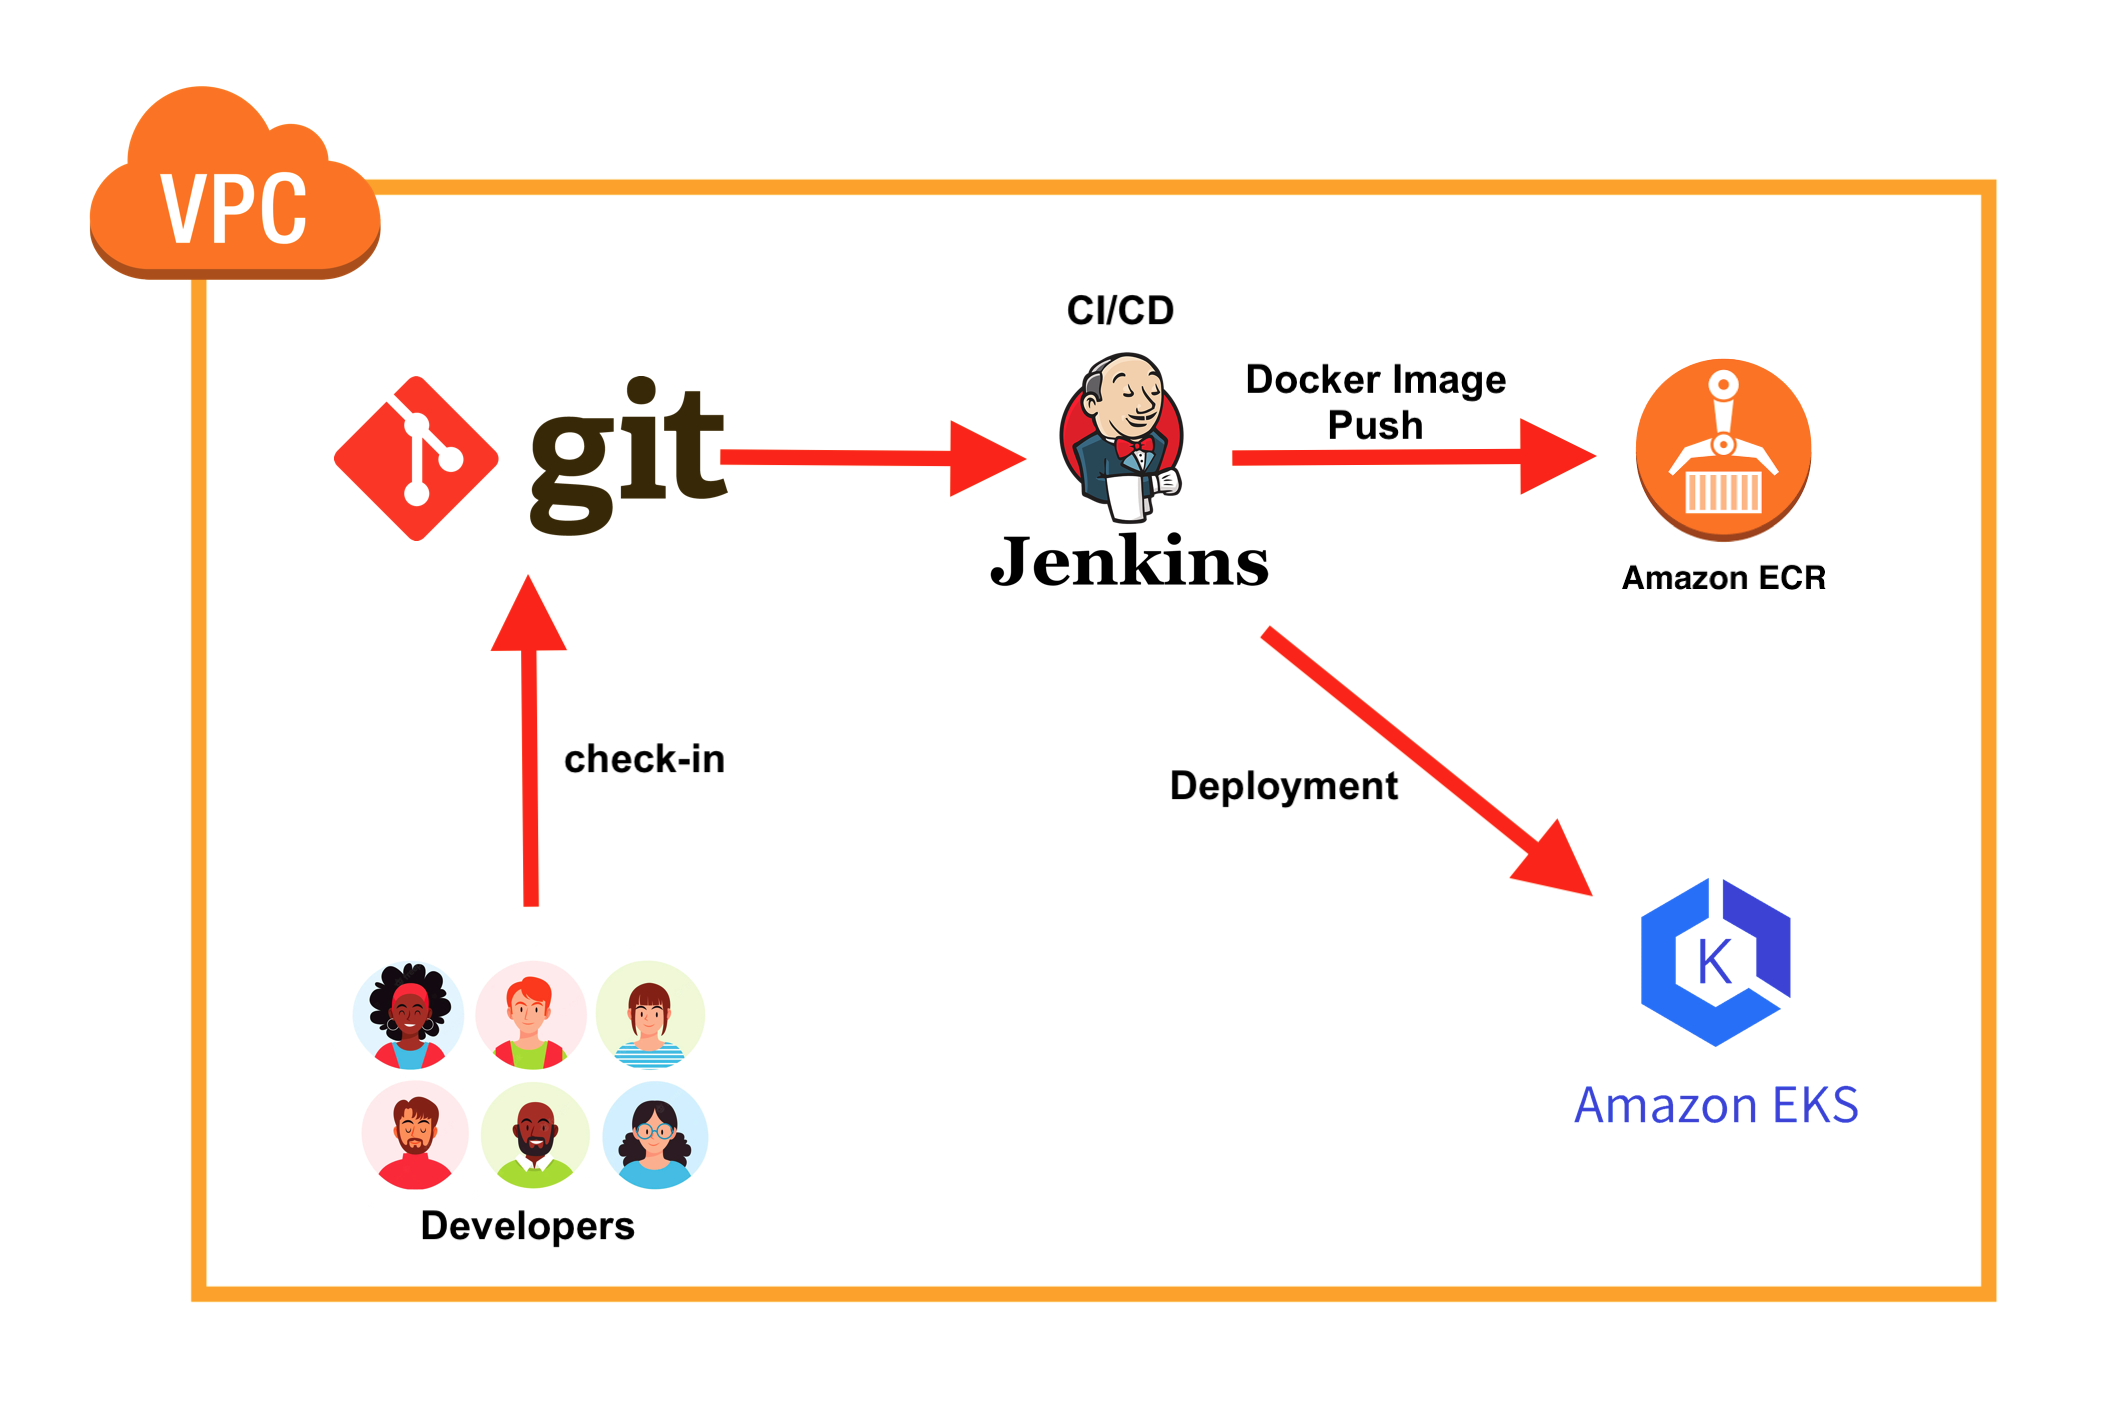 VPC
CI/CD
git
Jenkins
Docker Image
Push
Amazon ECR
check-in
Deployment
K
Amazon EKS
Developers